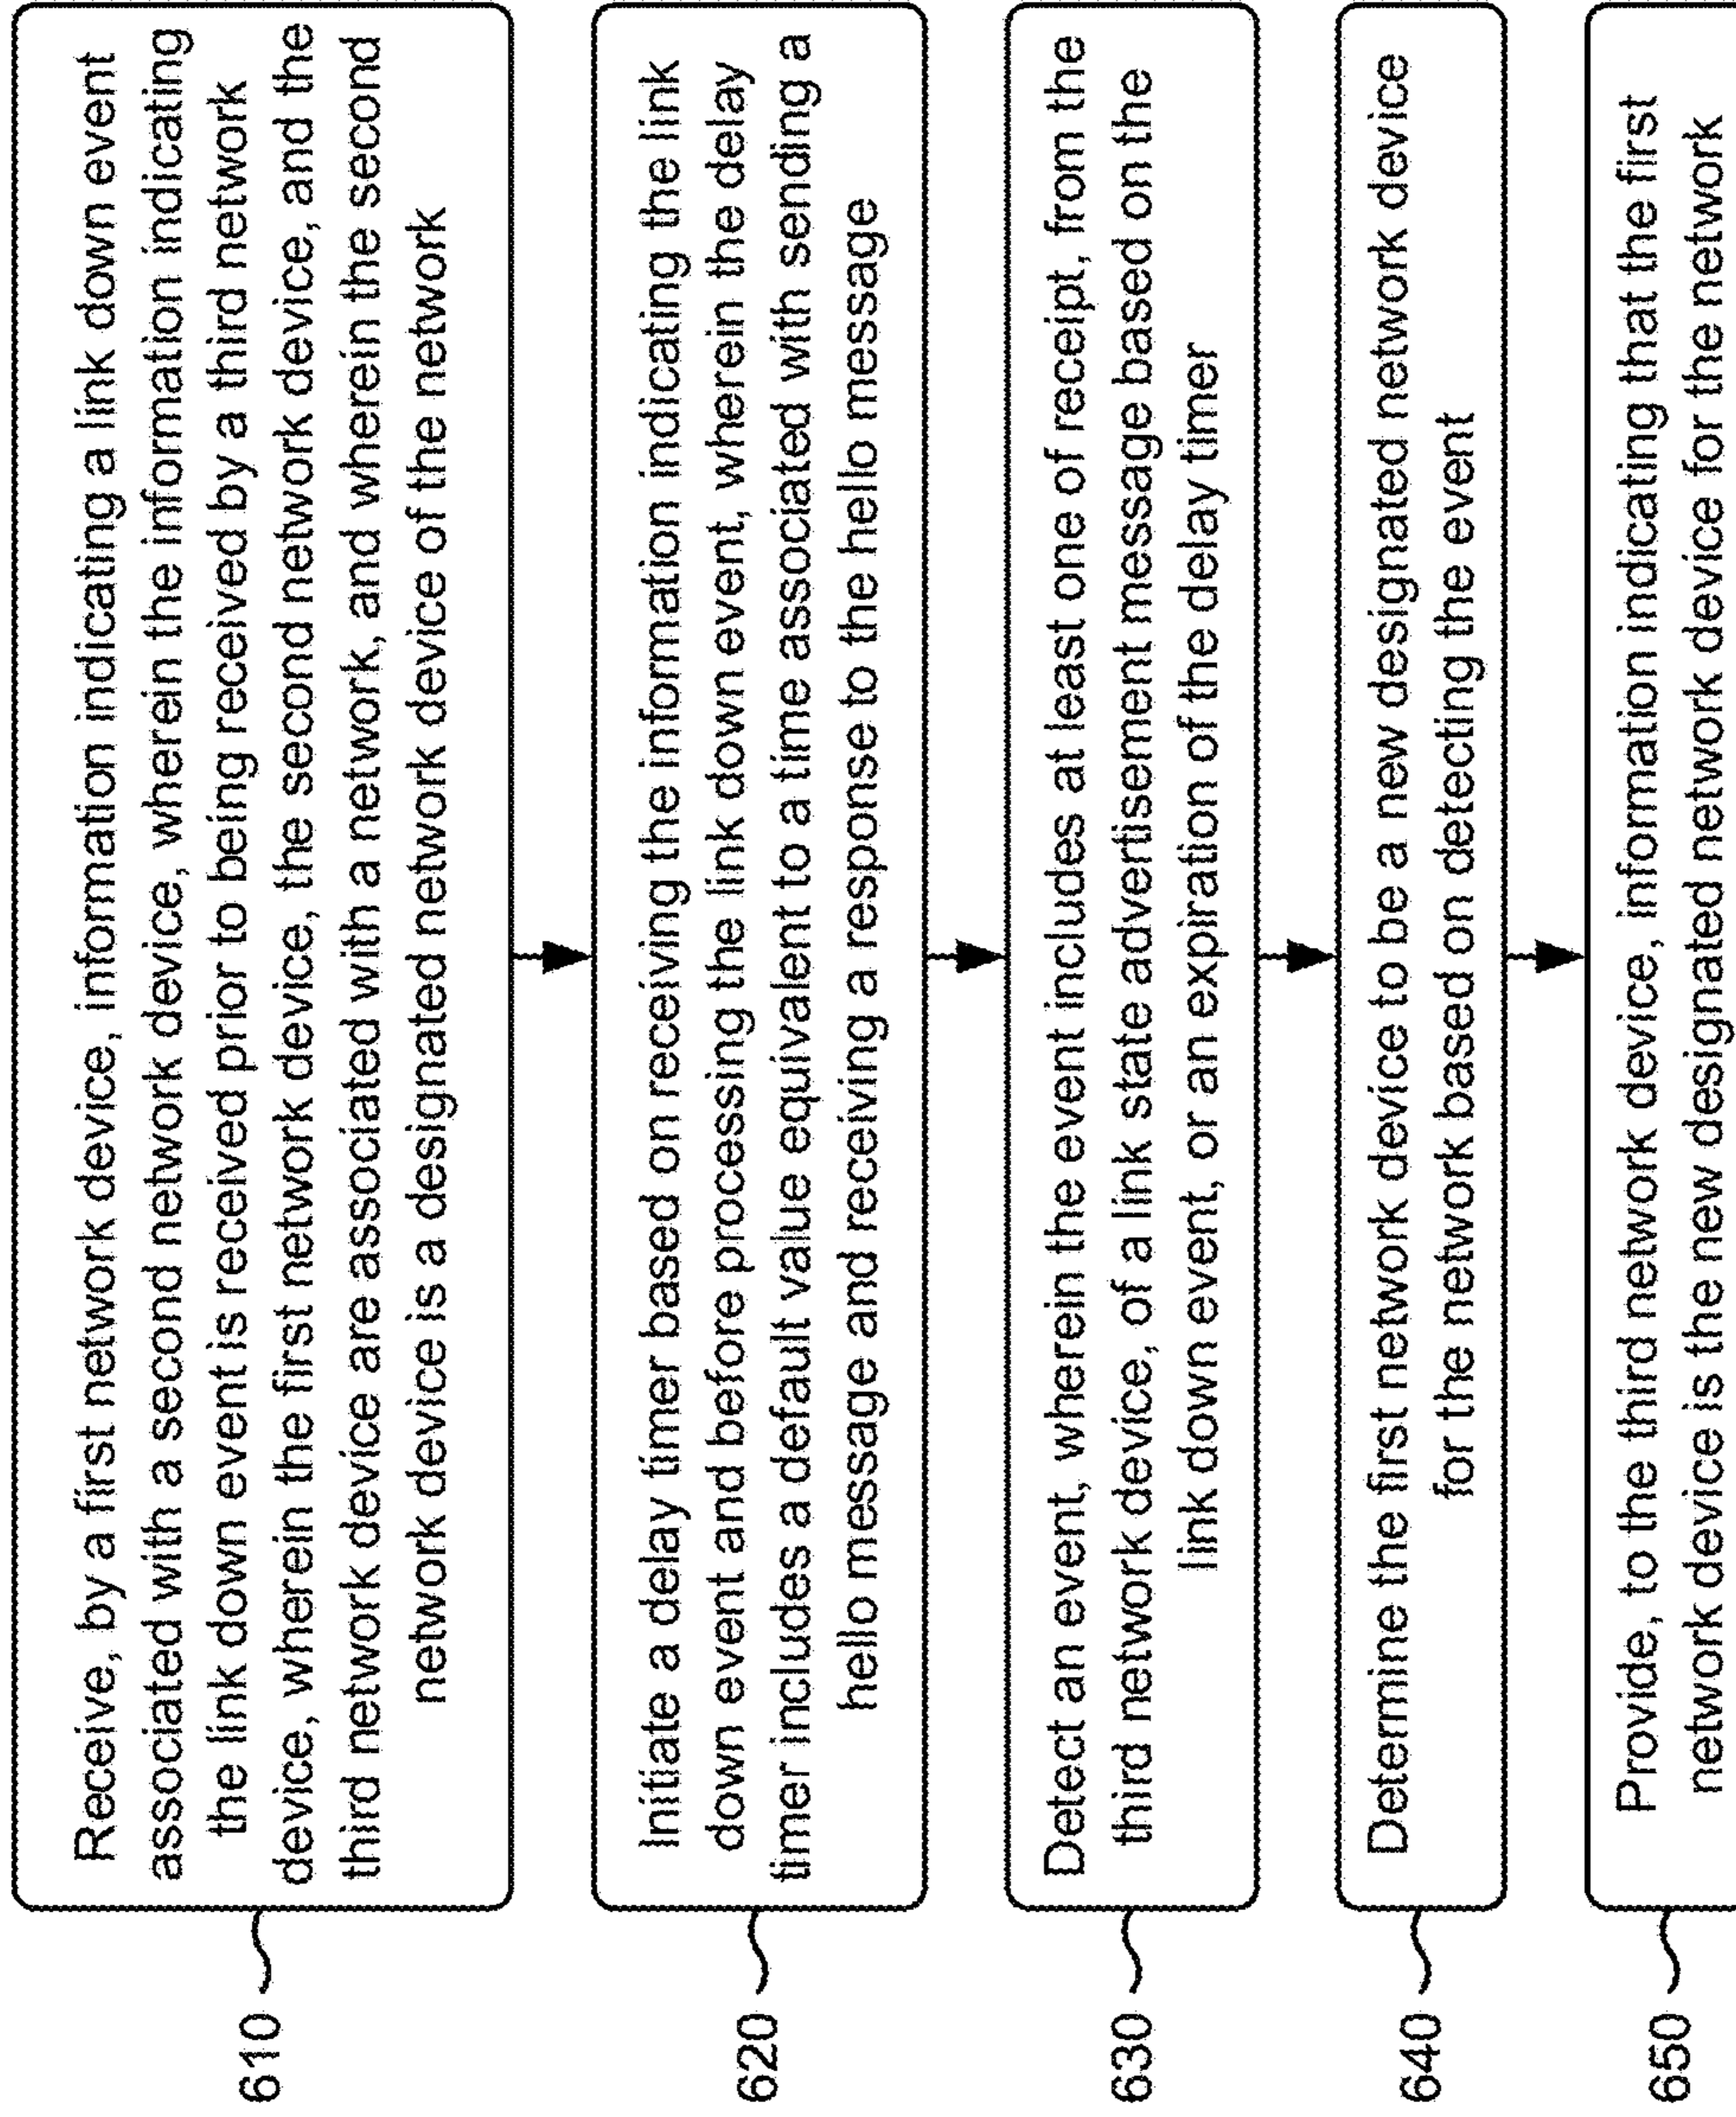 610
Receive, by a first network device, information indicating a link down event
associated with a second network device, wherein the information indicating
the link down event is received prior to being received by a third network
device, wherein the first network device, the second network device, and the
third network device are associated with a network, and wherein the second
network device is a designated network device of the network
620
Initiate a delay timer based on receiving the information indicating the link
down event and before processing the link down event, wherein the delay
timer includes a default value equivalent to a time associated with sending a
hello message and receiving a response to the hello message
630
Detect an event, wherein the event includes at least one of receipt, from the
third network device, of a link state advertisement message based on the
link down event, or an expiration of the delay timer
640
Determine the first network device to be a new designated network device
for the network based on detecting the event
650
Provide, to the third network device, information indicating that the first
network device is the new designated network device for the network